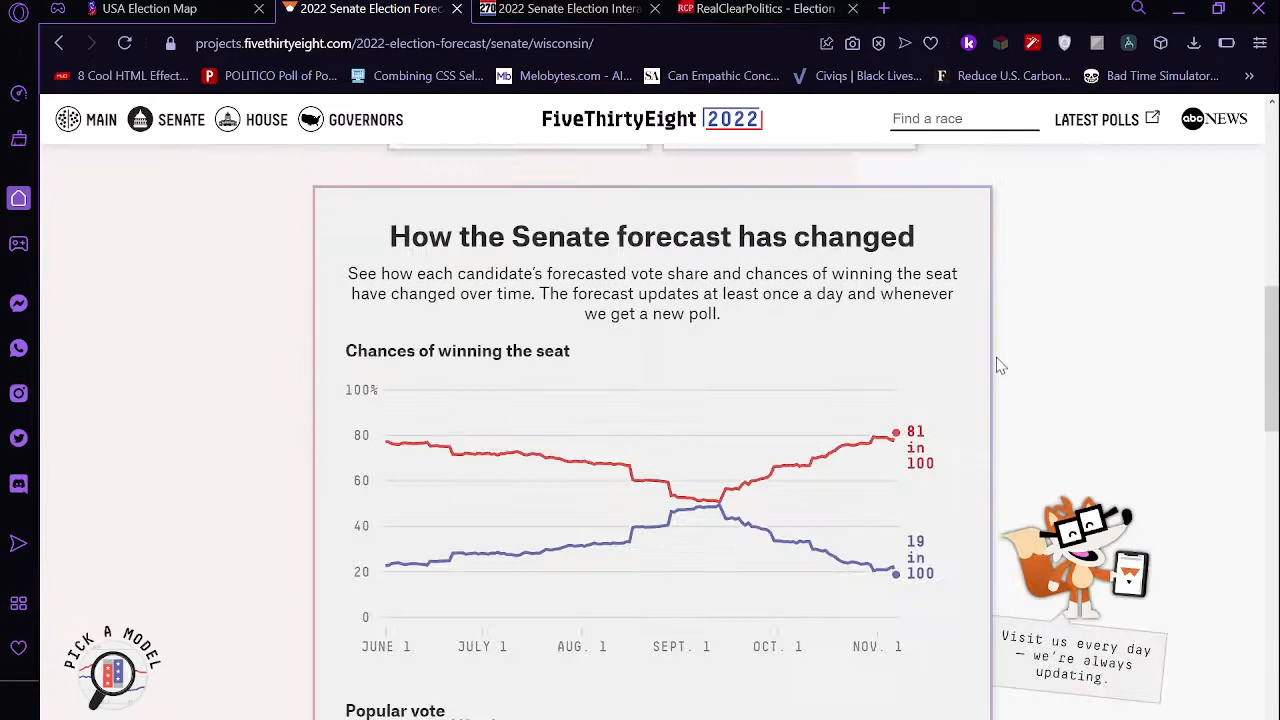 USA Election Map
2022 Senate Election Forec
2022 Senate Election Intera
RealClearPolitics - Election
projects.fivethirtyeight.com/2022-election-forecast/senate/wisconsin/
8 Cool HTML Effect...
POLITICO Poll of Po...
Combining CSS Sel...
Mb
Melobytes.com - Al...
SA
Can Empathic Conc...
Civiqs | Black Lives...
F
Reduce U.S. Carbon...
Bad Time Simulator...
MAIN
SENATE
HOUSE
GOVERNORS
FiveThirtyEight 2022
Find a race
LATEST POLLS
abc NEWS
How the Senate forecast has changed
See how each candidate's forecasted vote share and chances of winning the seat
have changed over time. The forecast updates at least once a day and whenever
we get a new poll.
Chances of winning the seat
100%
80
60
40
20
0
81
in
100
19
in
100
JUNE 1
JULY 1
AUG. 1
SEPT. 1
OCT. 1
NOV. 1
Popular vote
PICK A MODEL
Visit us every day
— we're always
updating.